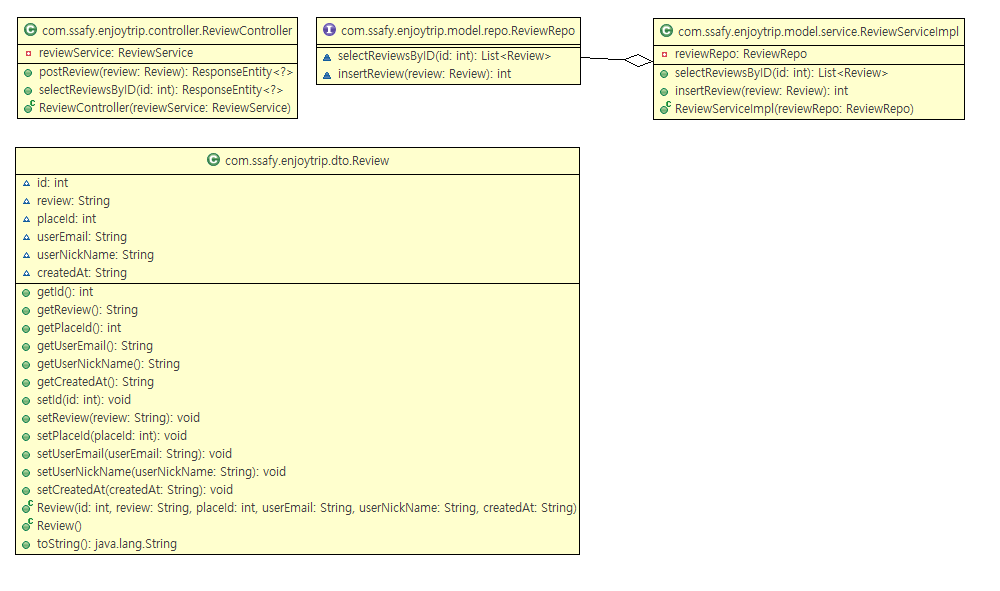 com.ssafy.enjoytrip.controller.ReviewController
reviewService: ReviewService
postReview(review: Review): ResponseEntity<?>
selectReviewsByID(id: int): ResponseEntity<?>
ReviewController(reviewService: ReviewService)
com.ssafy.enjoytrip.model.repo.ReviewRepo
selectReviewsByID(id: int): List<Review>
insertReview(review: Review): int
com.ssafy.enjoytrip.model.service.ReviewServiceImpl
reviewRepo: ReviewRepo
selectReviewsByID(id: int): List<Review>
insertReview(review: Review): int
ReviewServiceImpl(reviewRepo: ReviewRepo)
com.ssafy.enjoytrip.dto.Review
id: int
review: String
placeId: int
userEmail: String
userNickName: String
createdAt: String
getId(): int
getReview(): String
getPlaceId(): int
getUserEmail(): String
getUserNickName(): String
getCreatedAt(): String
setId(id: int): void
setReview(review: String): void
setPlaceId(placeId: int): void
setUserEmail(userEmail: String): void
setUserNickName(userNickName: String): void
setCreatedAt(createdAt: String): void
Review(id: int, review: String, placeId: int, userEmail: String, userNickName: String, createdAt: String)
Review()
toString(): java.lang.String